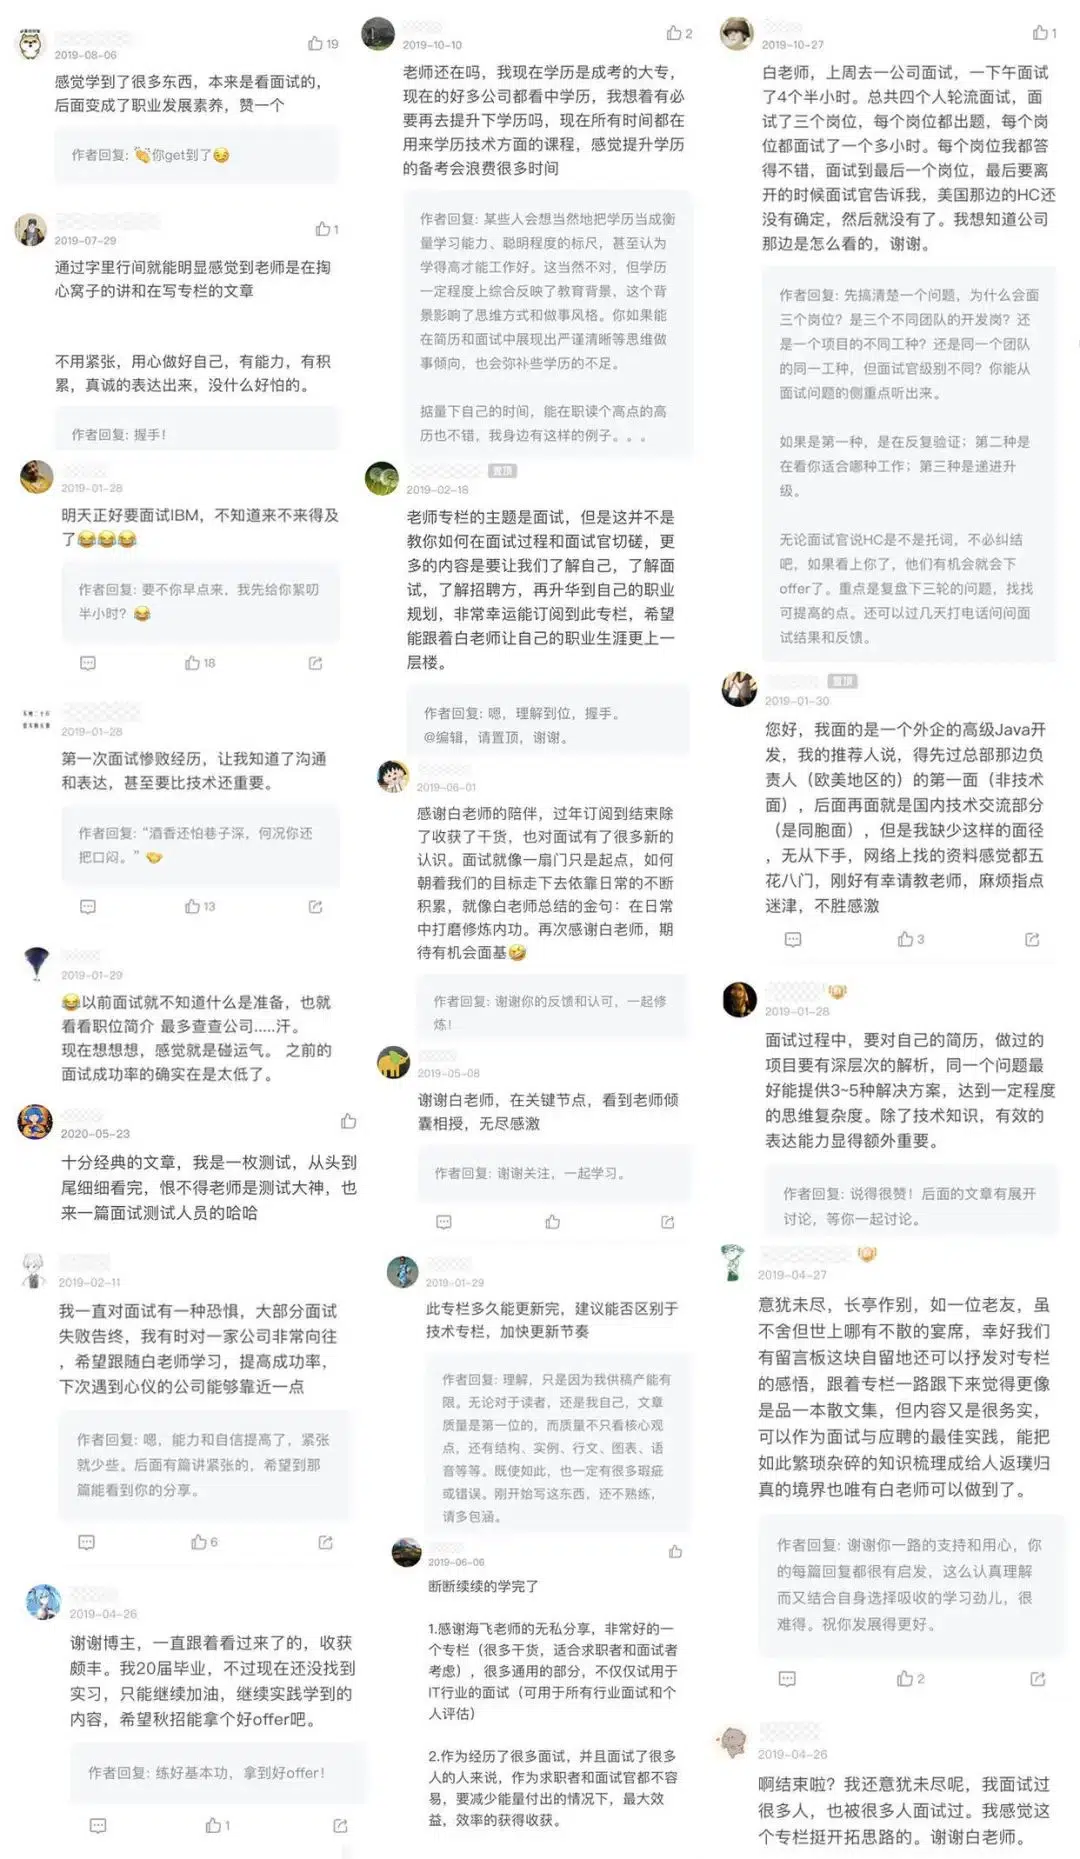 2019-08-06
19
感觉学到了很多东西，本来是看面试的，
后面变成了职业发展素养，赞一个
作者回复: 👏你get到了😏
2019-07-29
1
通过字里行间就能明显感觉到老师是在掏
心窝子的讲和在写专栏的文章
不用紧张，用心做好自己，有能力，有积
累，真诚的表达出来，没什么好怕的。
作者回复: 握手！
2019-01-28
明天正好要面试IBM，不知道来不来得及
了😂😂😂
作者回复: 要不你早点来，我先给你絮叨
半小时？😂
18
2019-01-28
第一次面试惨败经历，让我知道了沟通
和表达，甚至要比技术还重要。
作者回复: “酒香还怕巷子深，何况你还
把口闷。”🤝
13
2019-01-29
😂以前面试就不知道什么是准备，也就
看看职位简介 最多查查公司.....汗。
现在想想想，感觉就是碰运气。 之前的
面试成功率的确实在是太低了。
2020-05-23
十分经典的文章，我是一枚测试，从头到
尾细细看完，恨不得老师是测试大神，也
来一篇面试测试人员的哈哈
2019-02-11
我一直对面试有一种恐惧，大部分面试
失败告终，我有时对一家公司非常向往
，希望跟随白老师学习，提高成功率，
下次遇到心仪的公司能够靠近一点
作者回复: 嗯，能力和自信提高了，紧张
就少些。后面有篇讲紧张的，希望到那
篇能看到你的分享。
6
2019-04-26
谢谢博主，一直跟着看过来了的，收获
颇丰。我20届毕业，不过现在还没找到
实习，只能继续加油，继续实践学到的
内容，希望秋招能拿个好offer吧。
作者回复: 练好基本功，拿到好offer！
1
2019-10-10
2
老师还在吗，我现在学历是成考的大专，
现在的好多公司都看中学历，我想着有必
要再去提升下学历吗，现在所有时间都在
用来学历技术方面的课程，感觉提升学历
的备考会浪费很多时间
作者回复: 某些人会想当然地把学历当成衡
量学习能力、聪明程度的标尺，甚至认为
学得高才能工作好。这当然不对，但学历
一定程度上综合反映了教育背景，这个背
景影响了思维方式和做事风格。你如果能
在简历和面试中展现出严谨清晰等思维做
事倾向，也会弥补些学历的不足。
掂量下自己的时间，能在职读个高点的高
历也不错，我身边有这样的例子。。。
置顶
2019-02-18
老师专栏的主题是面试，但是这并不是
教你如何在面试过程和面试官切磋，更
多的内容是要让我们了解自己，了解面
试，了解招聘方，再升华到自己的职业
规划，非常幸运能订阅到此专栏，希望
能跟着白老师让自己的职业生涯更上一
层楼。
作者回复: 嗯，理解到位，握手。
@编辑，请置顶，谢谢。
2019-06-01
感谢白老师的陪伴，过年订阅到结束除
了收获了干货，也对面试有了很多新的
认识。面试就像一扇门只是起点，如何
朝着我们的目标走下去依靠日常的不断
积累，就像白老师总结的金句：在日常
中打磨修炼内功。再次感谢白老师，期
待有机会面基🤣
作者回复: 谢谢你的反馈和认可，一起修
炼！
2019-05-08
谢谢白老师，在关键节点，看到老师倾
囊相授，无尽感激
作者回复: 谢谢关注，一起学习。
2019-01-29
此专栏多久能更新完，建议能否区别于
技术专栏，加快更新节奏
作者回复: 理解，只是因为我供稿产能有
限。无论对于读者，还是我自己，文章
质量是第一位的，而质量不只看核心观
点，还有结构、实例、行文、图表、语
音等等。既使如此，也一定有很多瑕疵
或错误。刚开始写这东西，还不熟练，
请多包涵。
2019-06-06
断断续续的学完了
1.感谢海飞老师的无私分享，非常好的一
个专栏（很多干货，适合求职者和面试者
考虑），很多通用的部分，不仅仅试用于
IT行业的面试（可用于所有行业面试和个
人评估）
2.作为经历了很多面试，并且面试了很多
人的人来说，作为求职者和面试官都不容
易，要减少能量付出的情况下，最大效
益，效率的获得收获。
2019-10-27
1
白老师，上周去一公司面试，一下午面试
了4个半小时。总共四个人轮流面试，面
试了三个岗位，每个岗位都出题，每个岗
位都面试了一个多小时。每个岗位我都答
得不错，面试到最后一个岗位，最后要离
开的时候面试官告诉我，美国那边的HC还
没有确定，然后就没有了。我想知道公司
那边是怎么看的，谢谢。
作者回复: 先搞清楚一个问题，为什么会面
三个岗位？是三个不同团队的开发岗？还
是一个项目的不同工种？还是同一个团队
的同一工种，但面试官级别不同？你能从
面试问题的侧重点听出来。
如果是第一种，是在反复验证；第二种是
在看你适合哪种工作；第三种是递进升
级。
无论面试官说HC是不是托词，不必纠结
吧，如果看上你了，他们有机会就会下
offer了。重点是复盘下三轮的问题，找找
可提高的点。还可以过几天打电话问问面
试结果和反馈。
置顶
2019-01-30
您好，我面的是一个外企的高级Java开
发，我的推荐人说，得先过总部那边负
责人（欧美地区的）的第一面（非技术
面），后面再面就是国内技术交流部分
（是同胞面），但是我缺少这样的面径
，无从下手，网络上找的资料感觉都五
花八门，刚好有幸请教老师，麻烦指点
迷津，不胜感激
3
2019-01-28
面试过程中，要对自己的简历，做过的
项目要有深层次的解析，同一个问题最
好能提供3~5种解决方案，达到一定程度
的思维复杂度。除了技术知识，有效的
表达能力显得额外重要。
作者回复: 说得很赞！后面的文章有展开
讨论，等你一起讨论。
2019-04-27
意犹未尽，长亭作别，如一位老友，虽
不舍但世上哪有不散的宴席，幸好我们
有留言板这块自留地还可以抒发对专栏
的感悟，跟着专栏一路跟下来觉得更像
是品一本散文集，但内容又是很务实，
可以作为面试与应聘的最佳实践，能把
如此繁琐杂碎的知识梳理成给人返璞归
真的境界也唯有白老师可以做到了。
作者回复: 谢谢你一路的支持和用心，你
的每篇回复都很有启发，这么认真理解
而又结合自身选择吸收的学习劲儿，很
难得。祝你发展得更好。
2
2019-04-26
啊结束啦？我还意犹未尽呢，我面试过
很多人，也被很多人面试过。我感觉这
个专栏挺开拓思路的。谢谢白老师。